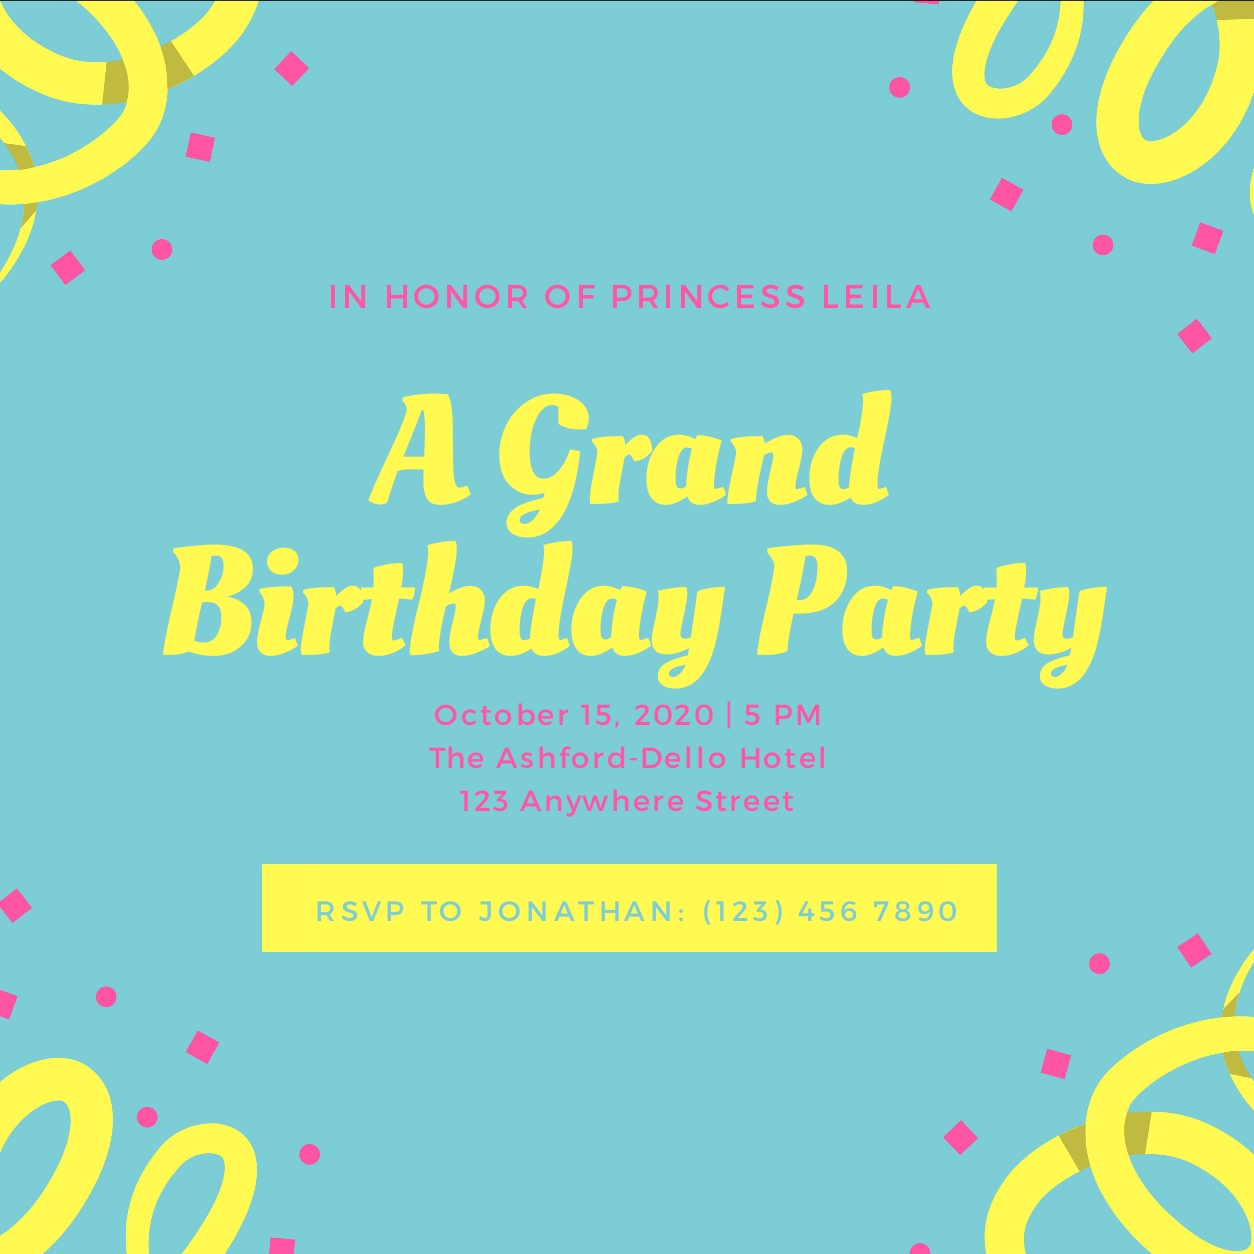 IN HONOR OF PRINCESS LEILA
A Grand
Birthday Party
October 15, 2020 | 5 PM
The Ashford-Dello Hotel
123 Anywhere Street
RSVP TO JONATHAN: (123) 456 7890